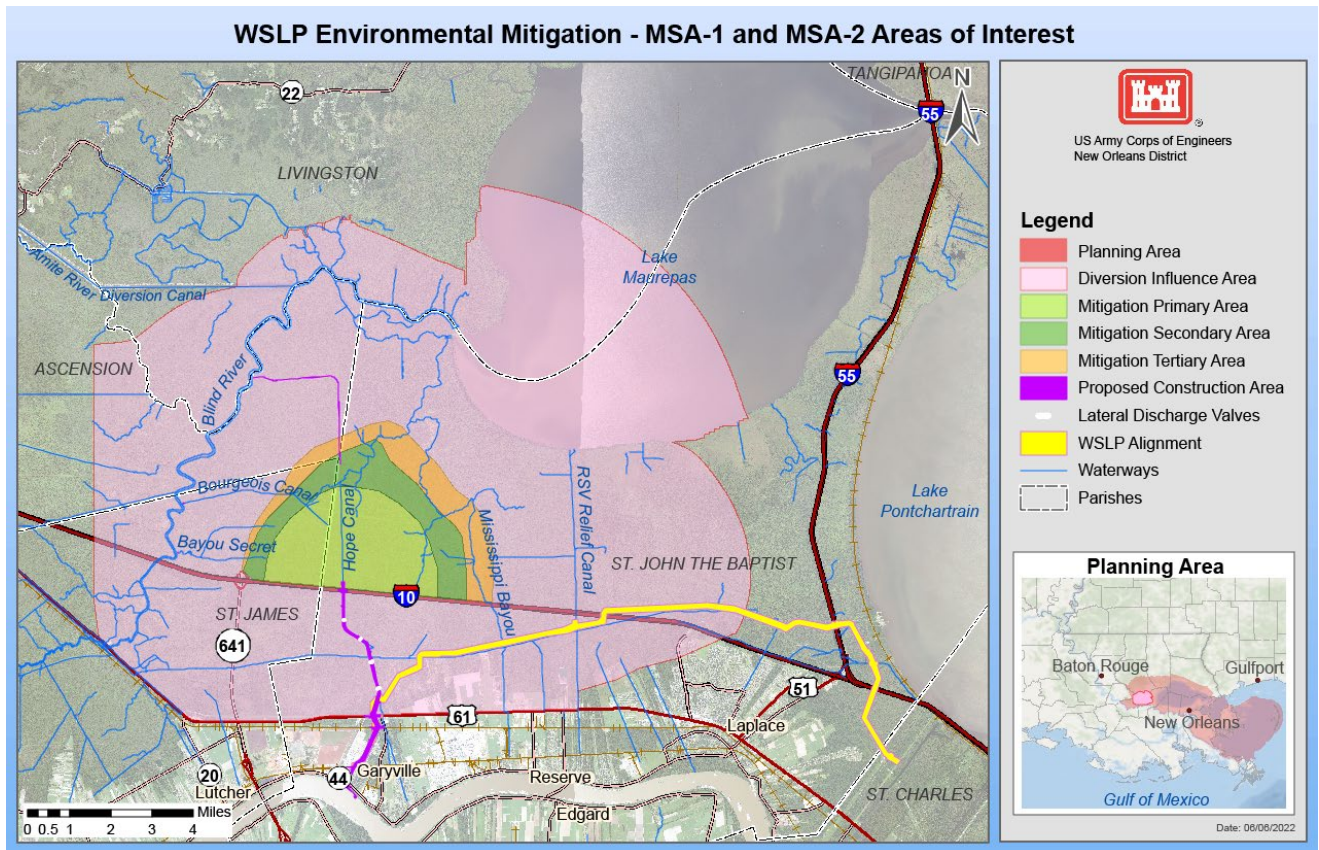 WSLP Environmental Mitigation - MSA-1 and MSA-2 Areas of Interest
TANGIPAHOA
N
22
55
LIVINGSTON
Lake
Maurepas
Amite River Diversion Canal
ASCENSION
Blind River
55
Bourgeois Canal
Hope Canal
Bayou Secret
Mississippi Bayou
RSV Relief Canal
Lake
Pontchartrain
ST. JOHN THE BAPTIST
10
ST. JAMES
641
51
61
Laplace
20
Lutcher
44
Garyville
Reserve
Edgard
ST. CHARLES
Miles
0 0.5 1 2 3 4
US Army Corps of Engineers
New Orleans District
Legend
Planning Area
Diversion Influence Area
Mitigation Primary Area
Mitigation Secondary Area
Mitigation Tertiary Area
Proposed Construction Area
Lateral Discharge Valves
WSLP Alignment
Waterways
Parishes
Planning Area
Baton Rouge
Gulfport
New Orleans
Gulf of Mexico
Date: 06/06/2022